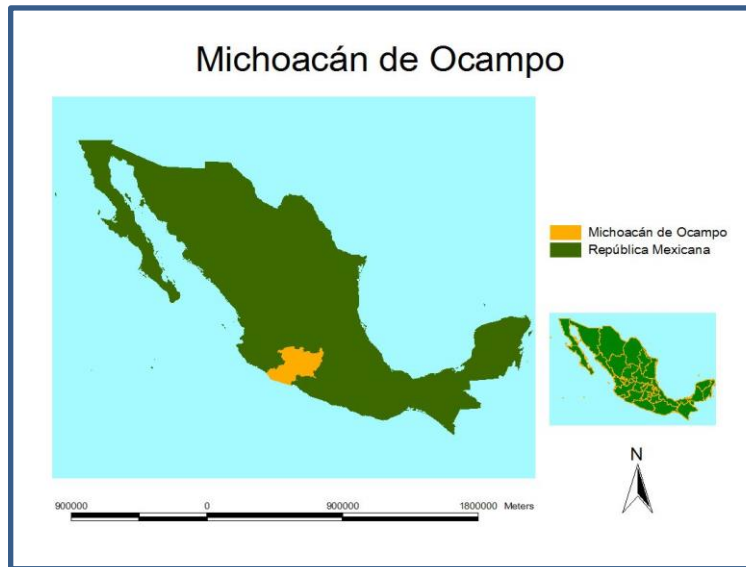 Michoacán de Ocampo
Michoacán de Ocampo
República Mexicana
N
900000 0 900000 1800000 Meters